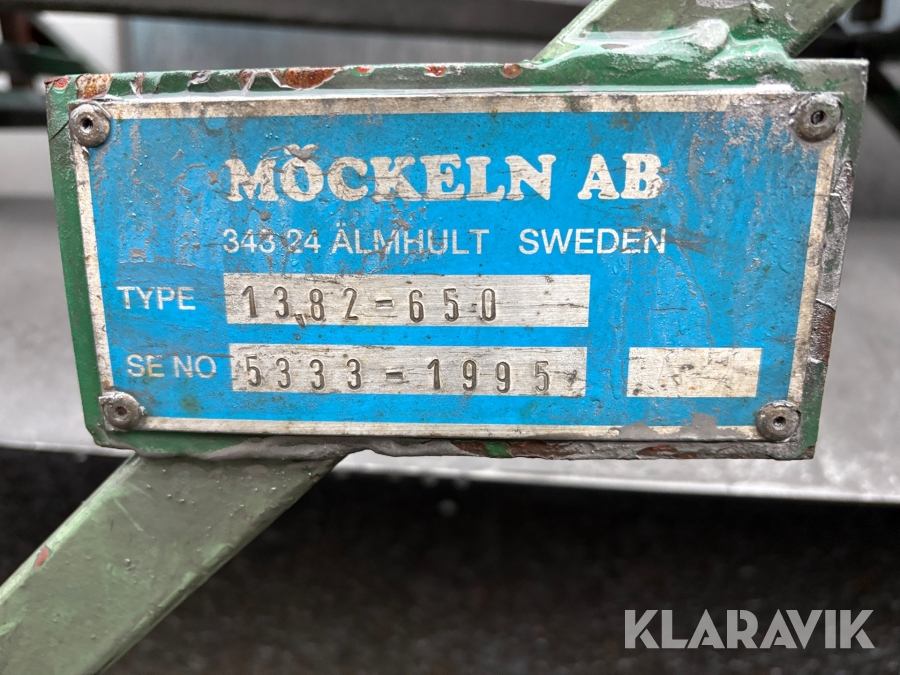 MÖCKELN AB
343 24 ÄLMHULT SWEDEN
TYPE 13,82-650
SE NO 5333-1995
KLARAVIK